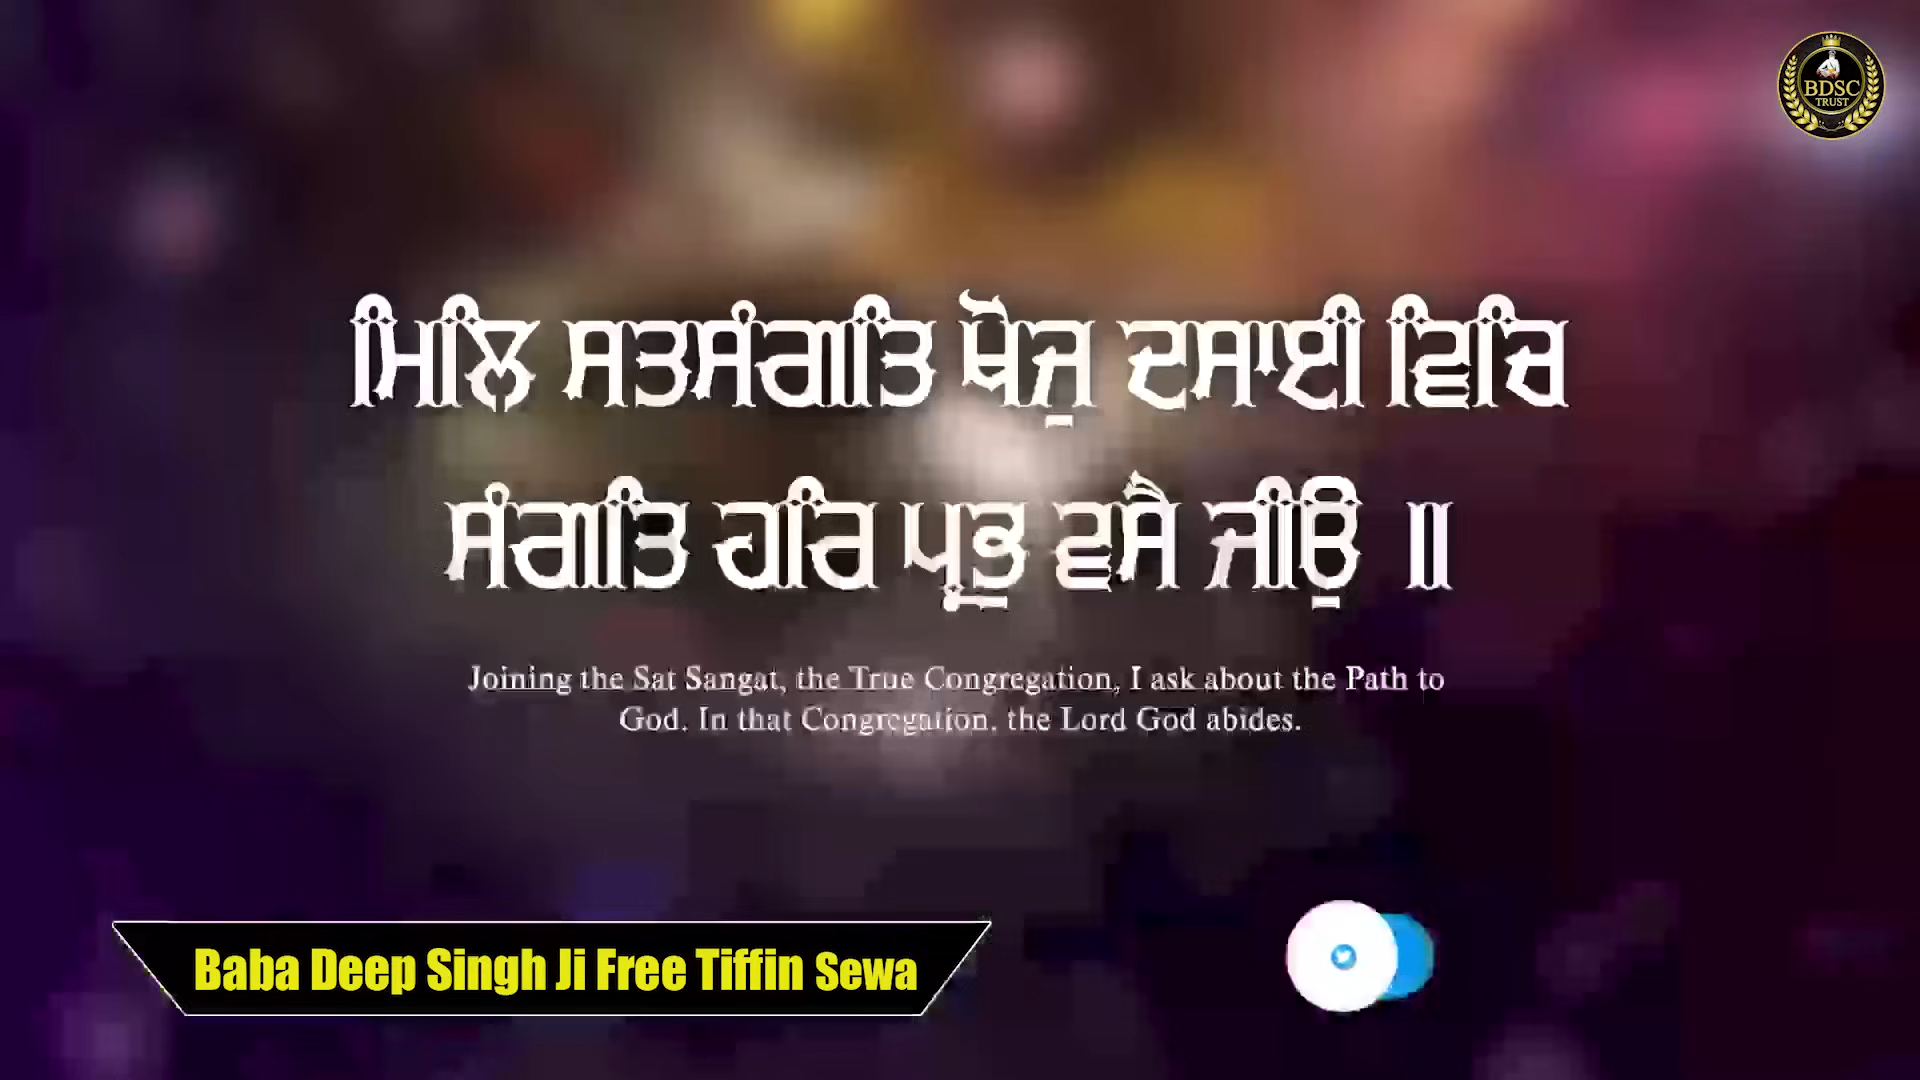 BDSC
TRUST
ਮਿਲਿ ਸਤਸੰਗਤਿ ਖੋਜੁ ਦਸਾਈ ਵਿਚਿ
ਸੰਗਤਿ ਹਰਿ ਪ੍ਰਭੁ ਵਸੈ ਜੀਉ ॥
Joining the Sat Sangat, the True Congregation, I ask about the Path to
God. In that Congregation, the Lord God abides.
Baba Deep Singh Ji Free Tiffin Sewa